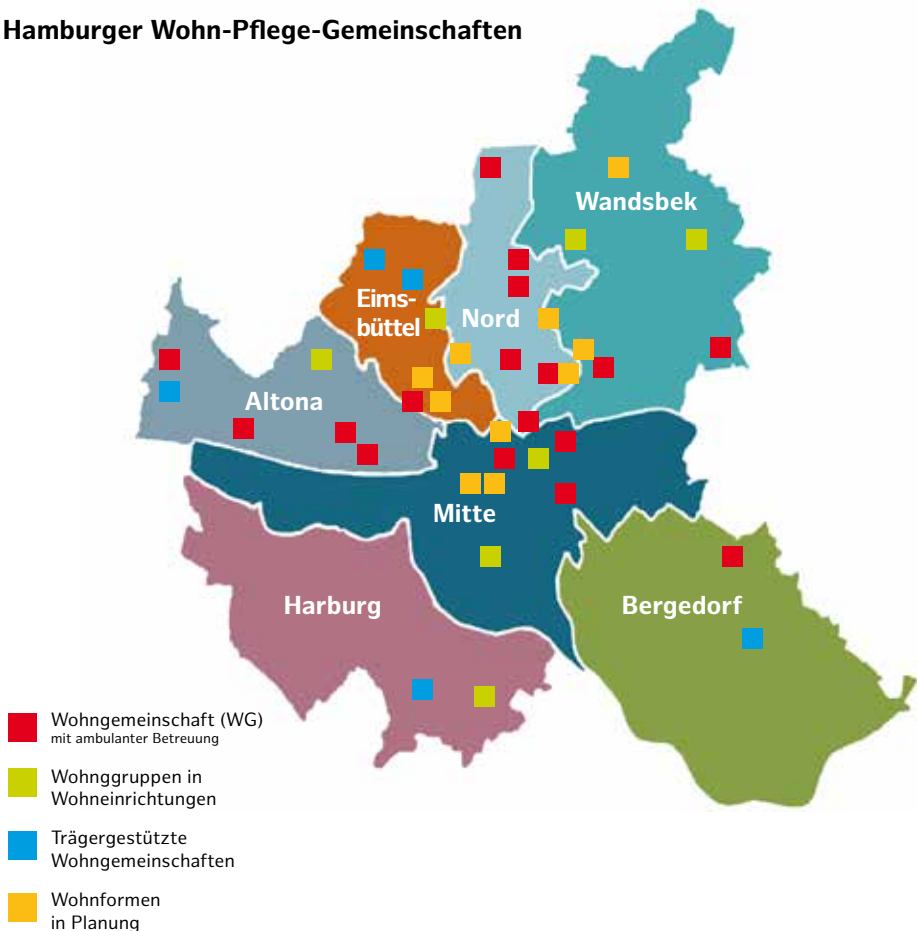 Hamburger Wohn-Pflege-Gemeinschaften
Wandsbek
Eims-
büttel
Nord
Altona
Mitte
Harburg
Bergedorf
Wohngemeinschaft (WG)
mit ambulanter Betreuung
Wohnggruppen in
Wohneinrichtungen
Trägergestützte
Wohngemeinschaften
Wohnformen
in Planung